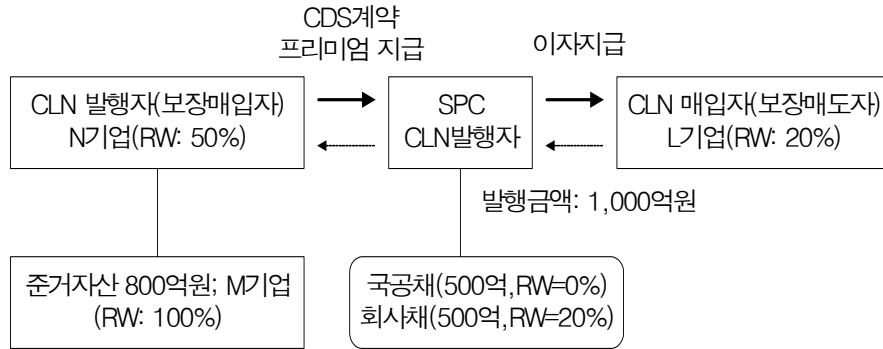 CDS계약
프리미엄 지급
이자지급
CLN 발행자(보장매입자)
N기업(RW: 50%)
SPC
CLN발행자
CLN 매입자(보장매도자)
L기업(RW: 20%)
발행금액: 1,000억원
준거자산 800억원; M기업
(RW: 100%)
국공채(500억,RW=0%)
회사채(500억,RW=20%)